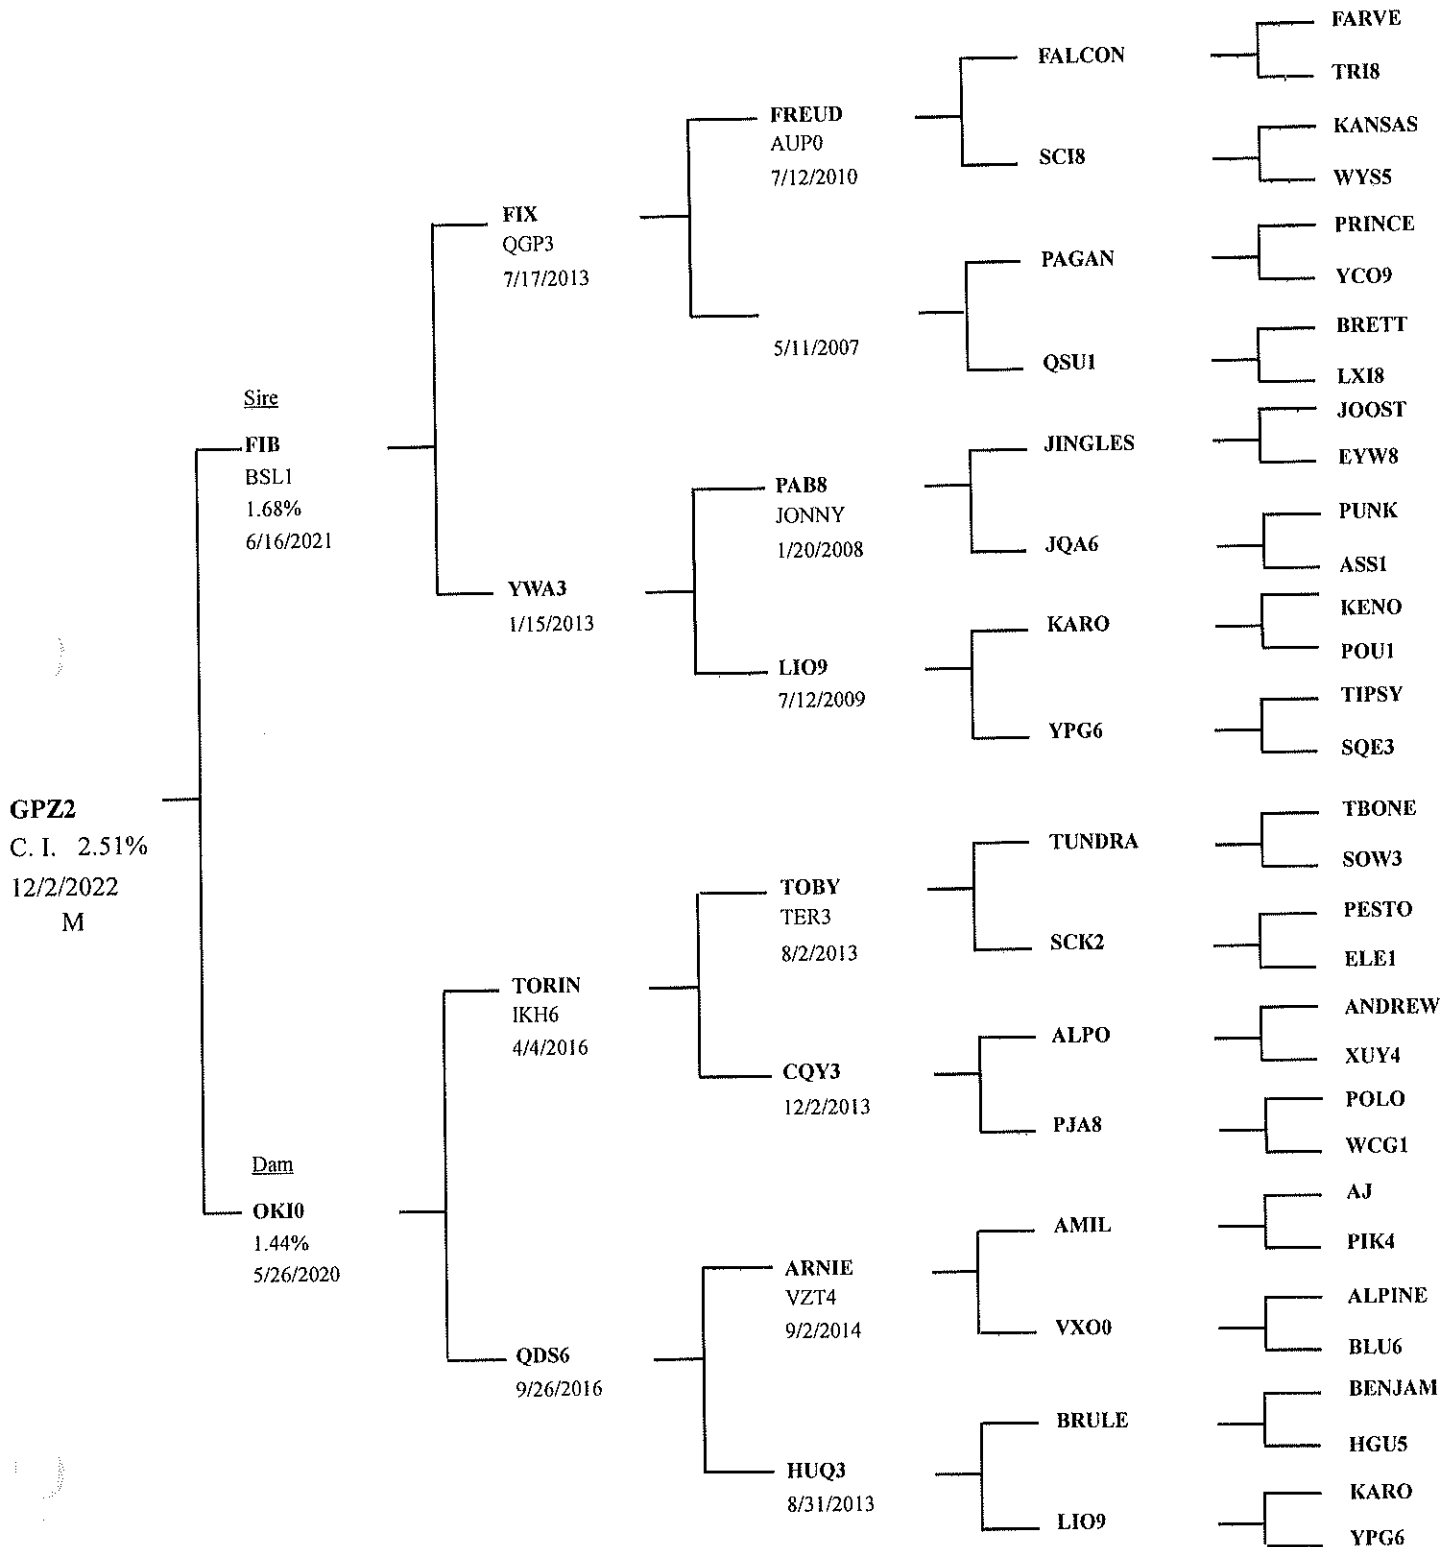 GPZ2
C. I. 2.51%
12/2/2022
M
Sire
FIB
BSL1
1.68%
6/16/2021
Dam
OKI0
1.44%
5/26/2020
FIX
QGP3
7/17/2013
YWA3
1/15/2013
TORIN
IKH6
4/4/2016
QDS6
9/26/2016
FREUD
AUP0
7/12/2010
5/11/2007
PAB8
JONNY
1/20/2008
LIO9
7/12/2009
TOBY
TER3
8/2/2013
CQY3
12/2/2013
ARNIE
VZT4
9/2/2014
HUQ3
8/31/2013
FALCON
SCI8
PAGAN
QSU1
JINGLES
JQA6
KARO
YPG6
TUNDRA
SCK2
ALPO
PJA8
AMIL
VXO0
BRULE
LIO9
FARVE
TRI8
KANSAS
WYS5
PRINCE
YCO9
BRETT
LXI8
JOOST
EYW8
PUNK
ASS1
KENO
POU1
TIPSY
SQE3
TBONE
SOW3
PESTO
ELE1
ANDREW
XUY4
POLO
WCG1
AJ
PIK4
ALPINE
BLU6
BENJAM
HGU5
KARO
YPG6